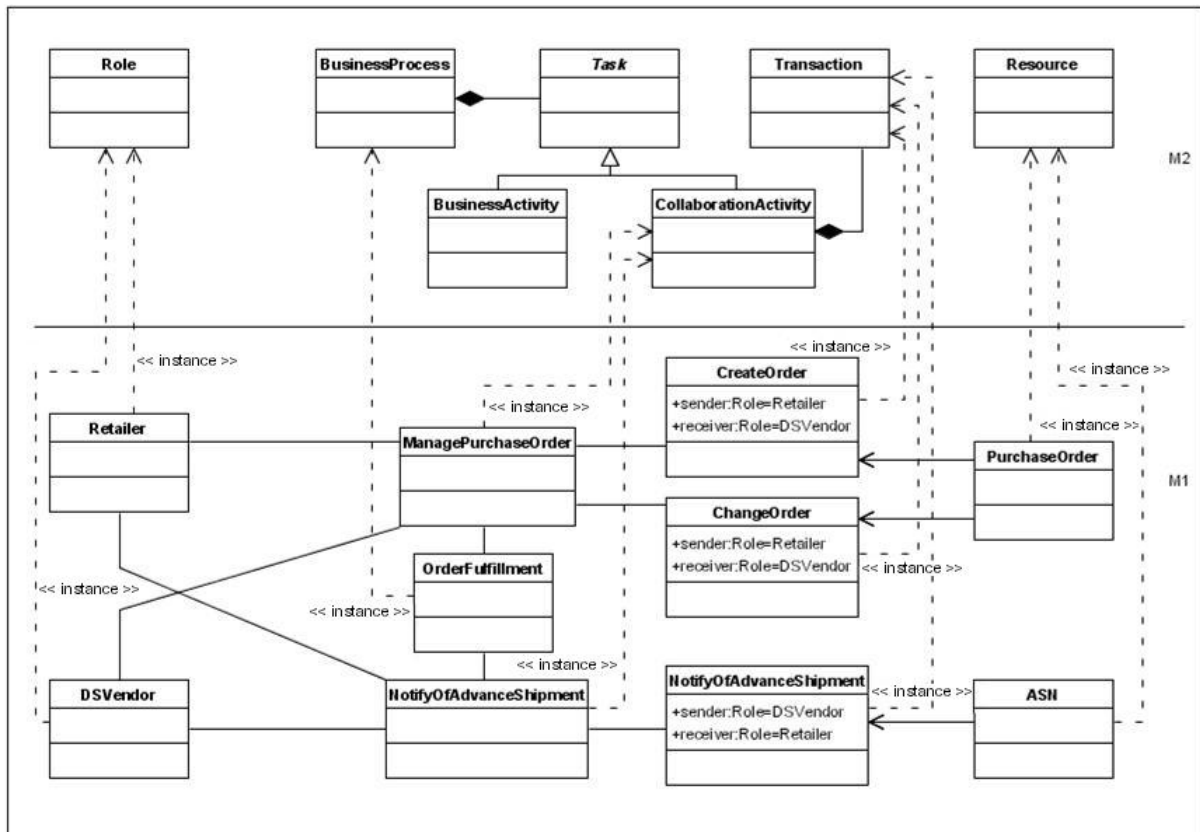 Role
BusinessProcess
Task
Transaction
Resource
M2
BusinessActivity
CollaborationActivity
<< instance >>
<< instance >>
<< instance >>
CreateOrder
+sender:Role=Retailer
+receiver:Role=DSVendor
<< instance >>
Retailer
ManagePurchaseOrder
<< instance >>
PurchaseOrder
M1
ChangeOrder
+sender:Role=Retailer
+receiver:Role=DSVendor
OrderFulfillment
<< instance >>
<< instance >>
<< instance >>
<< instance >>
DSVendor
NotifyOfAdvanceShipment
NotifyOfAdvanceShipment
+sender:Role=DSVendor
+receiver:Role=Retailer
<< instance >>
ASN